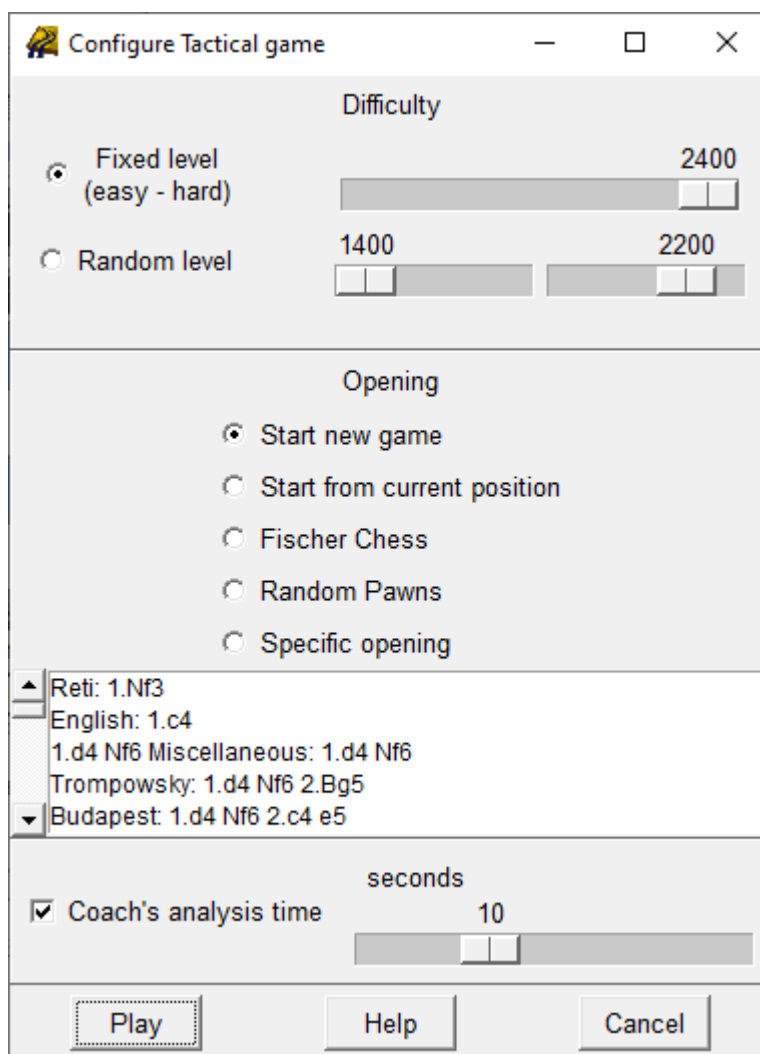 Configure Tactical game
Difficulty
Fixed level
(easy - hard)
2400
Random level
1400
2200
Opening
Start new game
Start from current position
Fischer Chess
Random Pawns
Specific opening
Reti: 1.Nf3
English: 1.c4
1.d4 Nf6 Miscellaneous: 1.d4 Nf6
Trompowsky: 1.d4 Nf6 2.Bg5
Budapest: 1.d4 Nf6 2.c4 e5
seconds
Coach's analysis time
10
Play
Help
Cancel